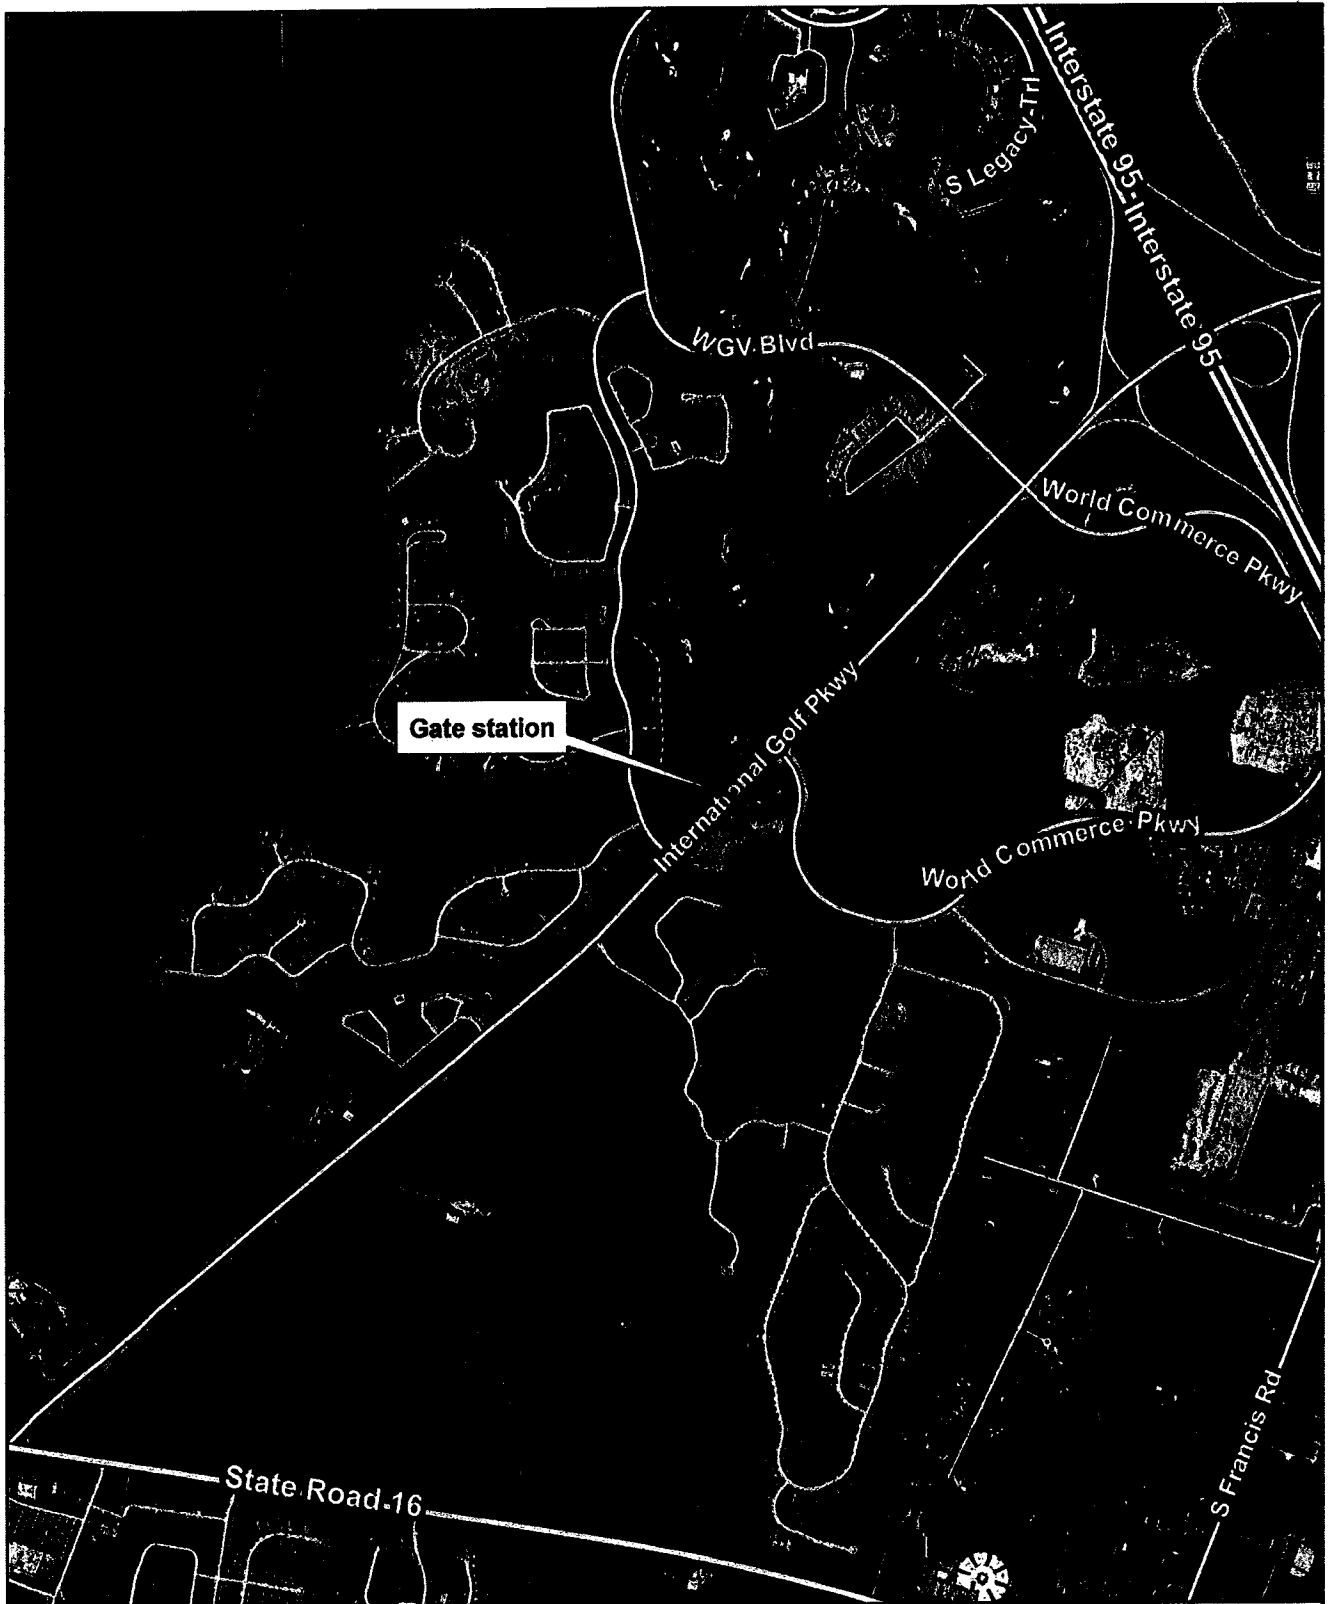 Interstate 95
Interstate 95
S Legacy Trl
WGV Blvd
World Commerce Pkwy
International Golf Pkwy
Gate station
World Commerce Pkwy
S Francis Rd
State Road 16